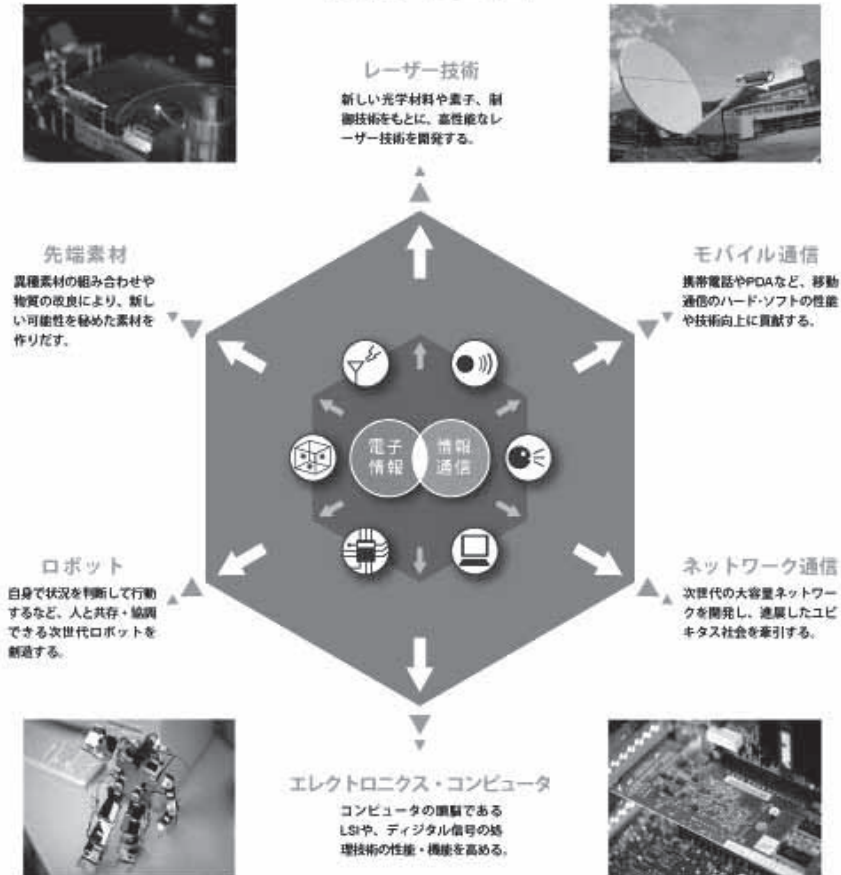 レーザー技術
新しい光学材料や素子、制
御技術をもとに、高性能なレ
ーザー技術を開発する。
先端素材
異種素材の組み合わせや
物質の改良により、新し
い可能性を秘めた素材を
作りだす。
モバイル通信
携帯電話やPDAなど、移動
通信のハード・ソフトの性能
や技術向上に貢献する。
電子
情報
情報
通信
ロボット
自身で状況を判断して行動
するなど、人と共存・協調
できる次世代ロボットを
創造する。
ネットワーク通信
次世代の大容量ネットワー
クを開発し、進展したユビ
キタス社会を牽引する。
エレクトロニクス・コンピュータ
コンピュータの頭脳である
LSIや、ディジタル信号の処
理技術の性能・機能を高める。